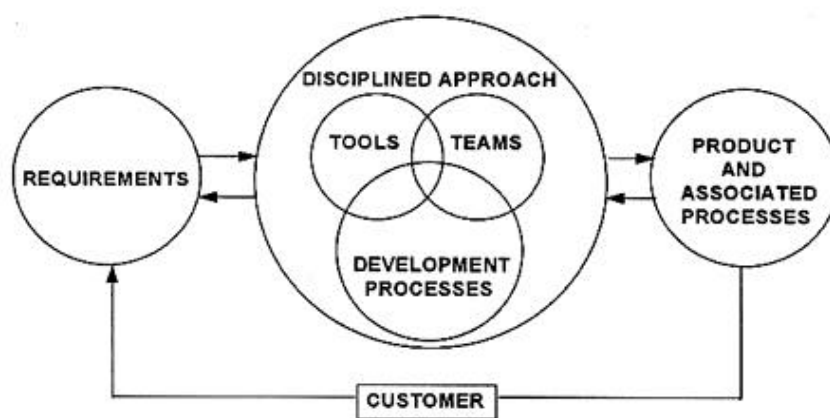 DISCIPLINED APPROACH
TOOLS
TEAMS
REQUIREMENTS
DEVELOPMENT
PROCESSES
PRODUCT
AND
ASSOCIATED
PROCESSES
CUSTOMER